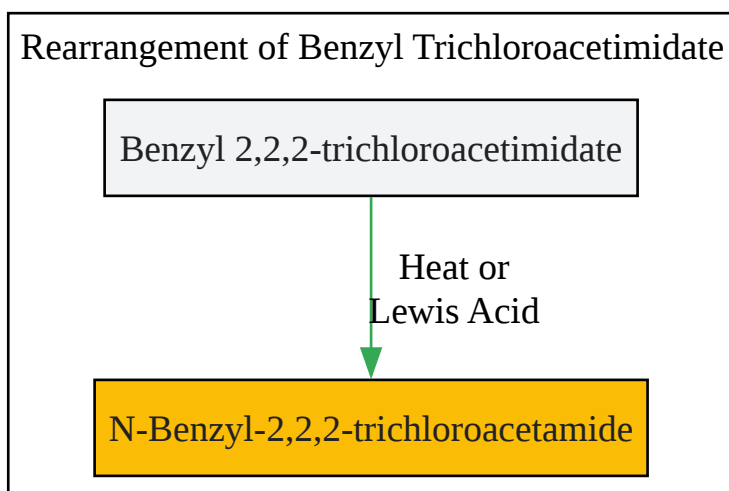 Rearrangement of Benzyl Trichloroacetimidate
Benzyl 2,2,2-trichloroacetimidate
Heat or
Lewis Acid
N-Benzyl-2,2,2-trichloroacetamide